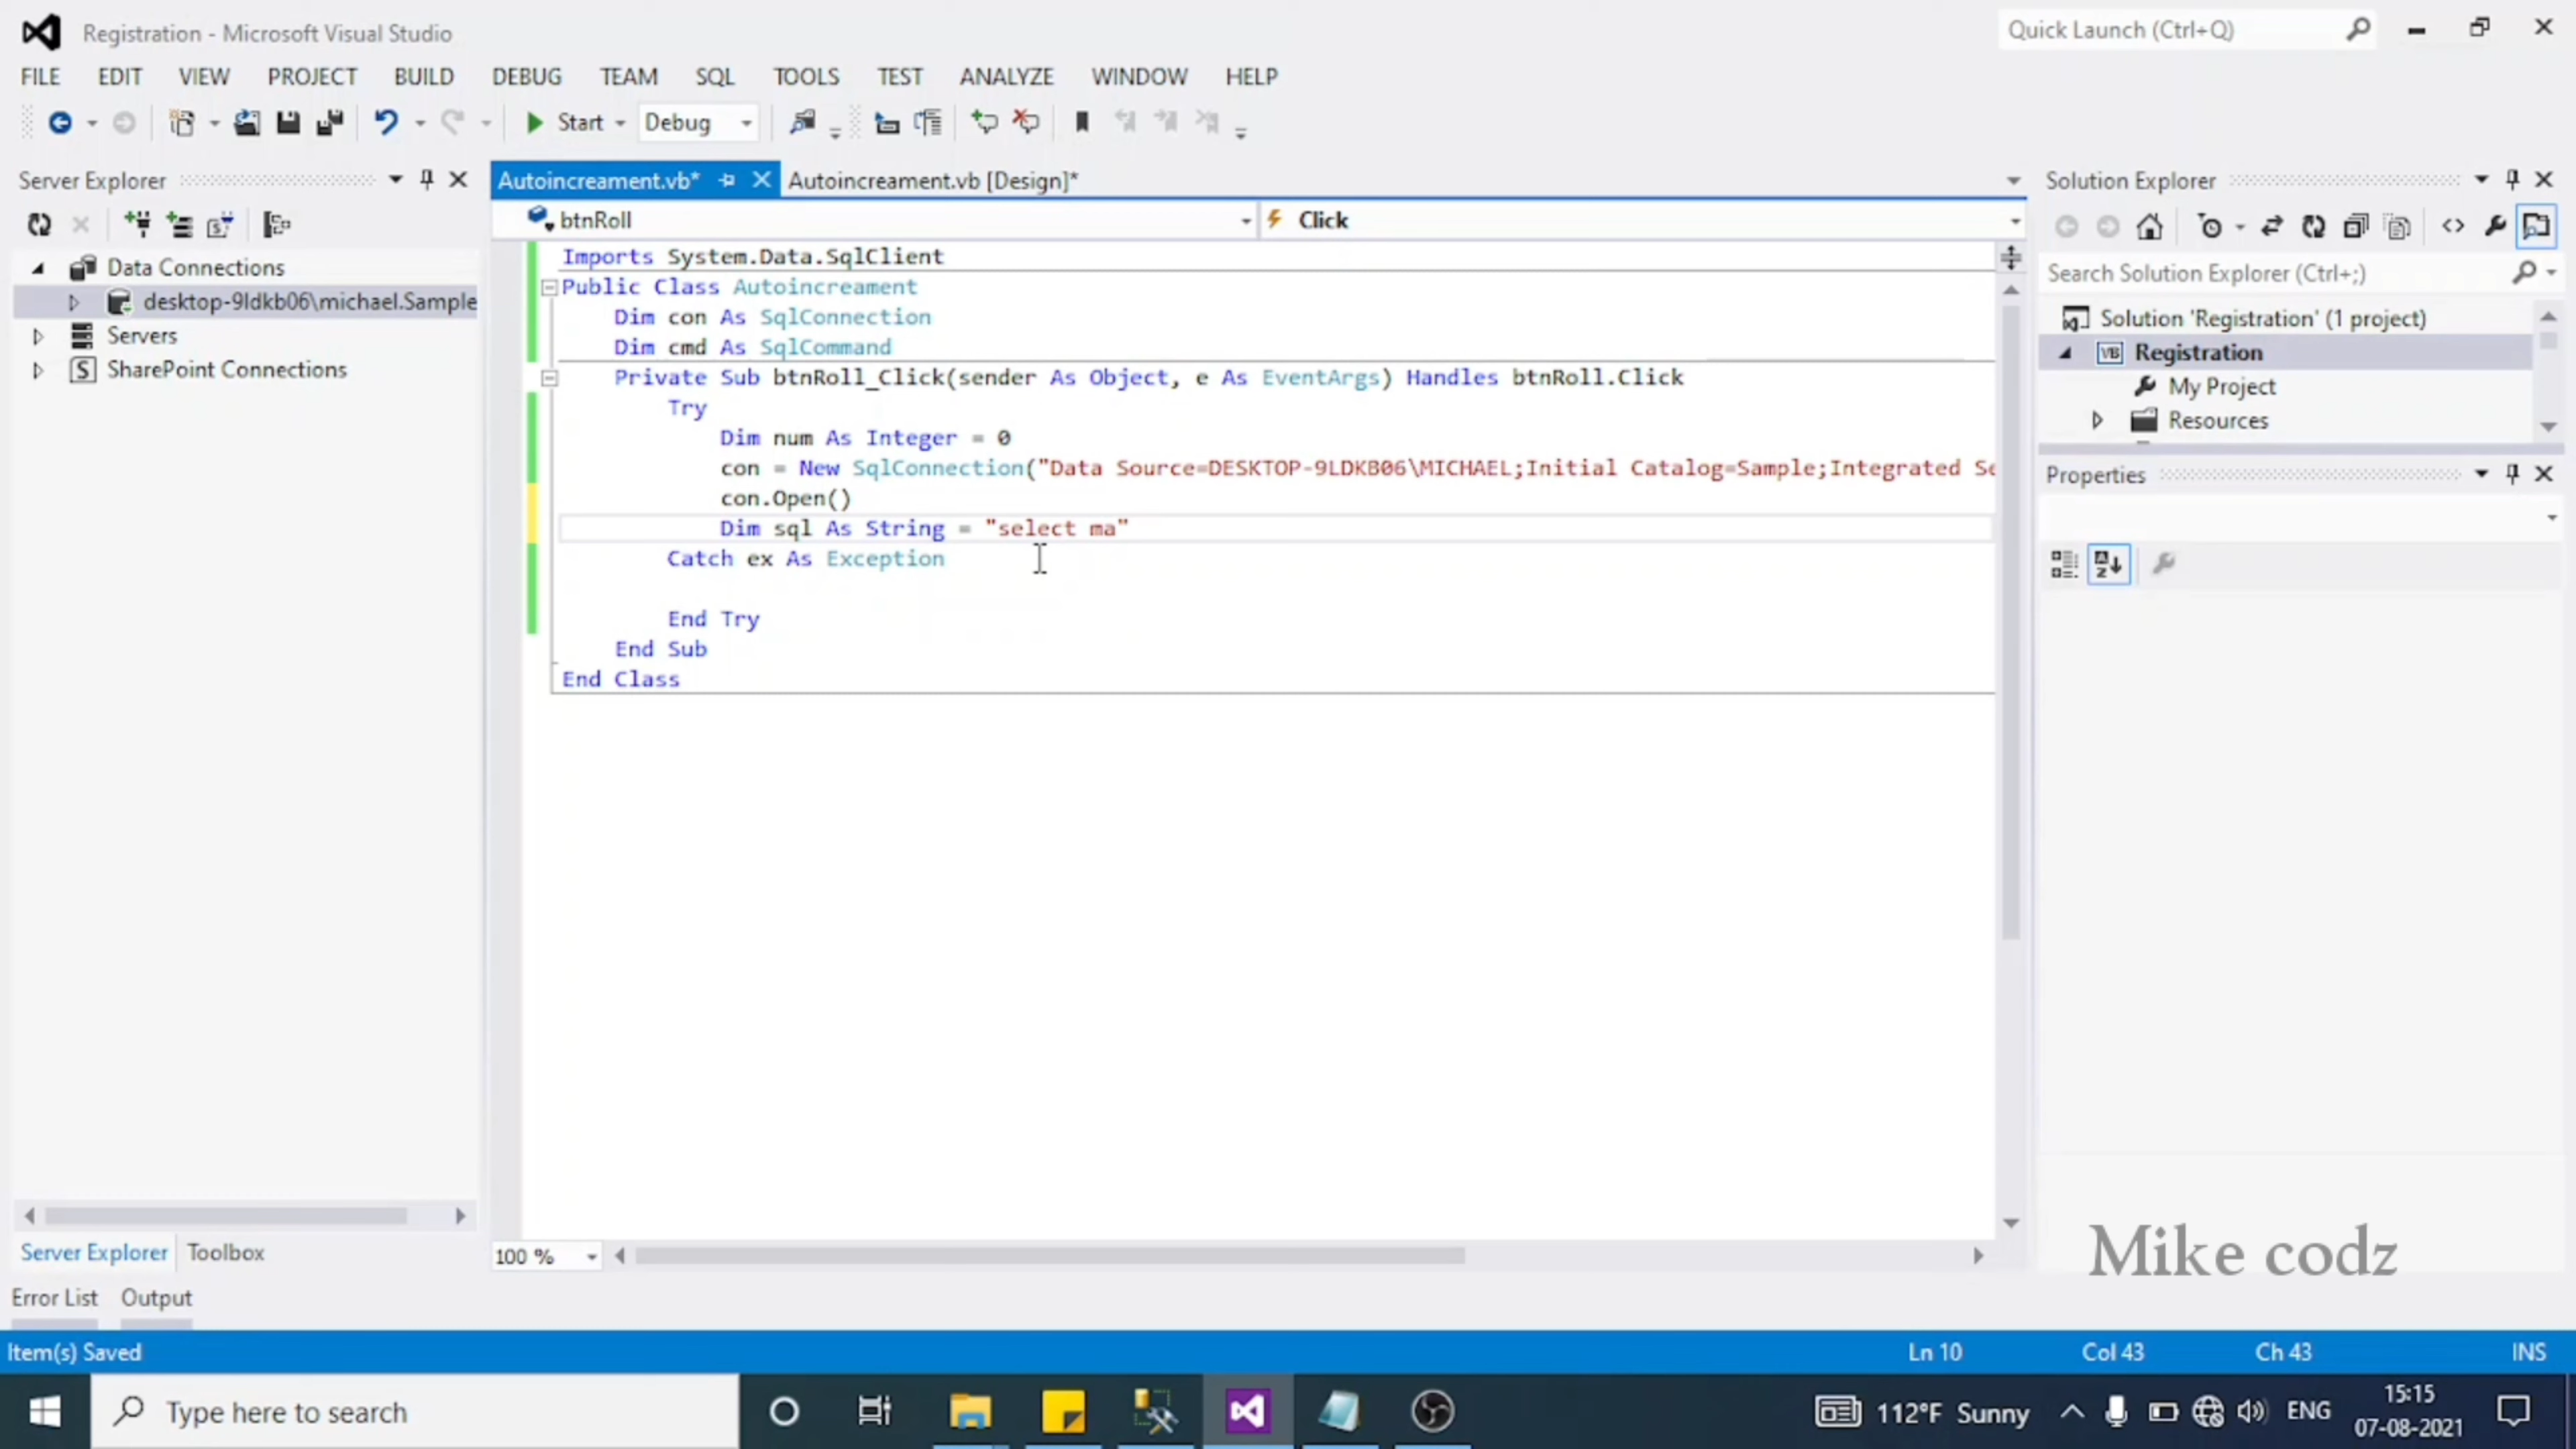 Registration - Microsoft Visual Studio
Quick Launch (Ctrl+Q)
FILE EDIT VIEW PROJECT BUILD DEBUG TEAM SQL TOOLS TEST ANALYZE WINDOW HELP
Start Debug
Server Explorer
Autoincreament.vb* Autoincreament.vb [Design]*
Solution Explorer
btnRoll Click
Data Connections
desktop-9ldkb06\michael.Sample
Servers
SharePoint Connections
Imports System.Data.SqlClient
Public Class Autoincreament
Dim con As SqlConnection
Dim cmd As SqlCommand
Private Sub btnRoll_Click(sender As Object, e As EventArgs) Handles btnRoll.Click
Try
Dim num As Integer = 0
con = New SqlConnection("Data Source=DESKTOP-9LDKB06\MICHAEL;Initial Catalog=Sample;Integrated Se
con.Open()
Dim sql As String = "select ma"
Catch ex As Exception
End Try
End Sub
End Class
Search Solution Explorer (Ctrl+;)
Solution 'Registration' (1 project)
VB Registration
My Project
Resources
Properties
Server Explorer Toolbox
100 %
Mike codz
Error List Output
Item(s) Saved
Ln 10 Col 43 Ch 43 INS
Type here to search
112°F Sunny
ENG
15:15
07-08-2021